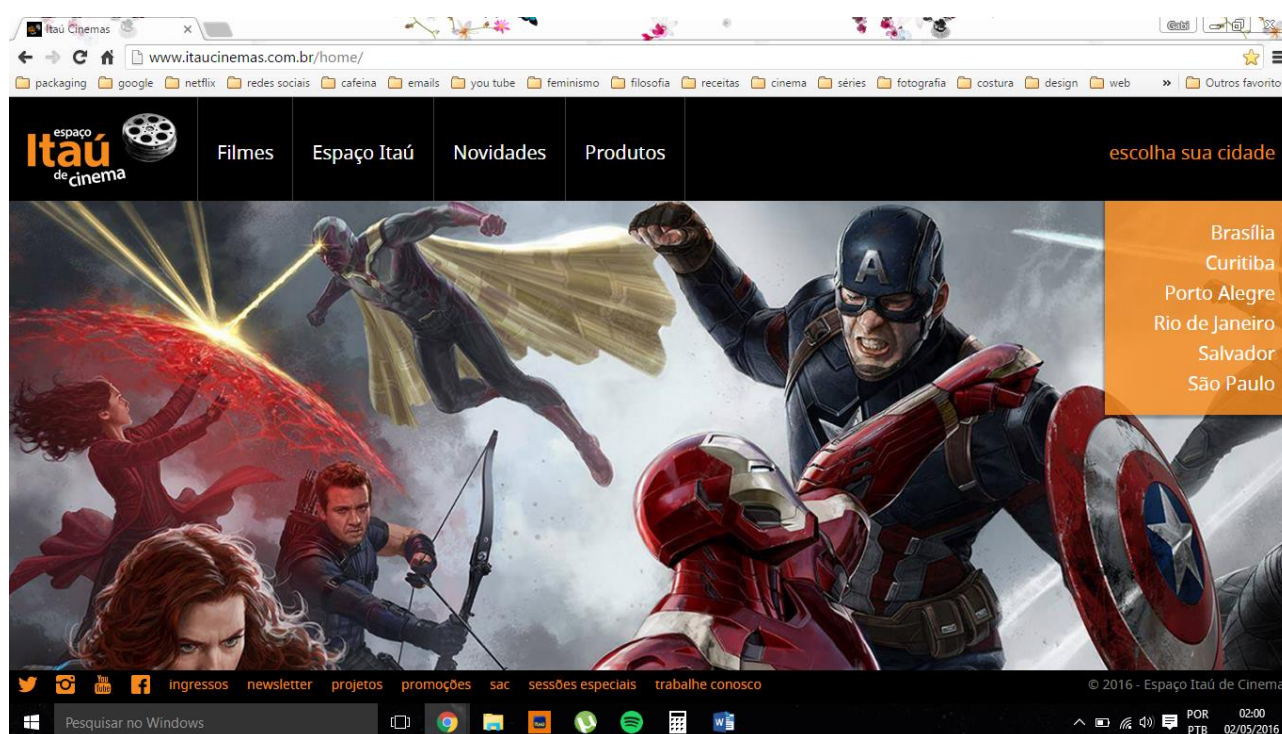 Itaú Cinemas
Gabi
www.itaucinemas.com.br/home/
packaging google netflix redes sociais cafeina emails you tube feminismo filosofia receitas cinema séries fotografia costura design web » Outros favoritos
espaço
Itaú
de cinema
Filmes Espaço Itaú Novidades Produtos escolha sua cidade
Brasília
Curitiba
Porto Alegre
Rio de Janeiro
Salvador
São Paulo
A
You
Tube
ingressos newsletter projetos promoções sac sessões especiais trabalhe conosco © 2016 - Espaço Itaú de Cinema
Pesquisar no Windows
POR 02:00
PTB 02/05/2016